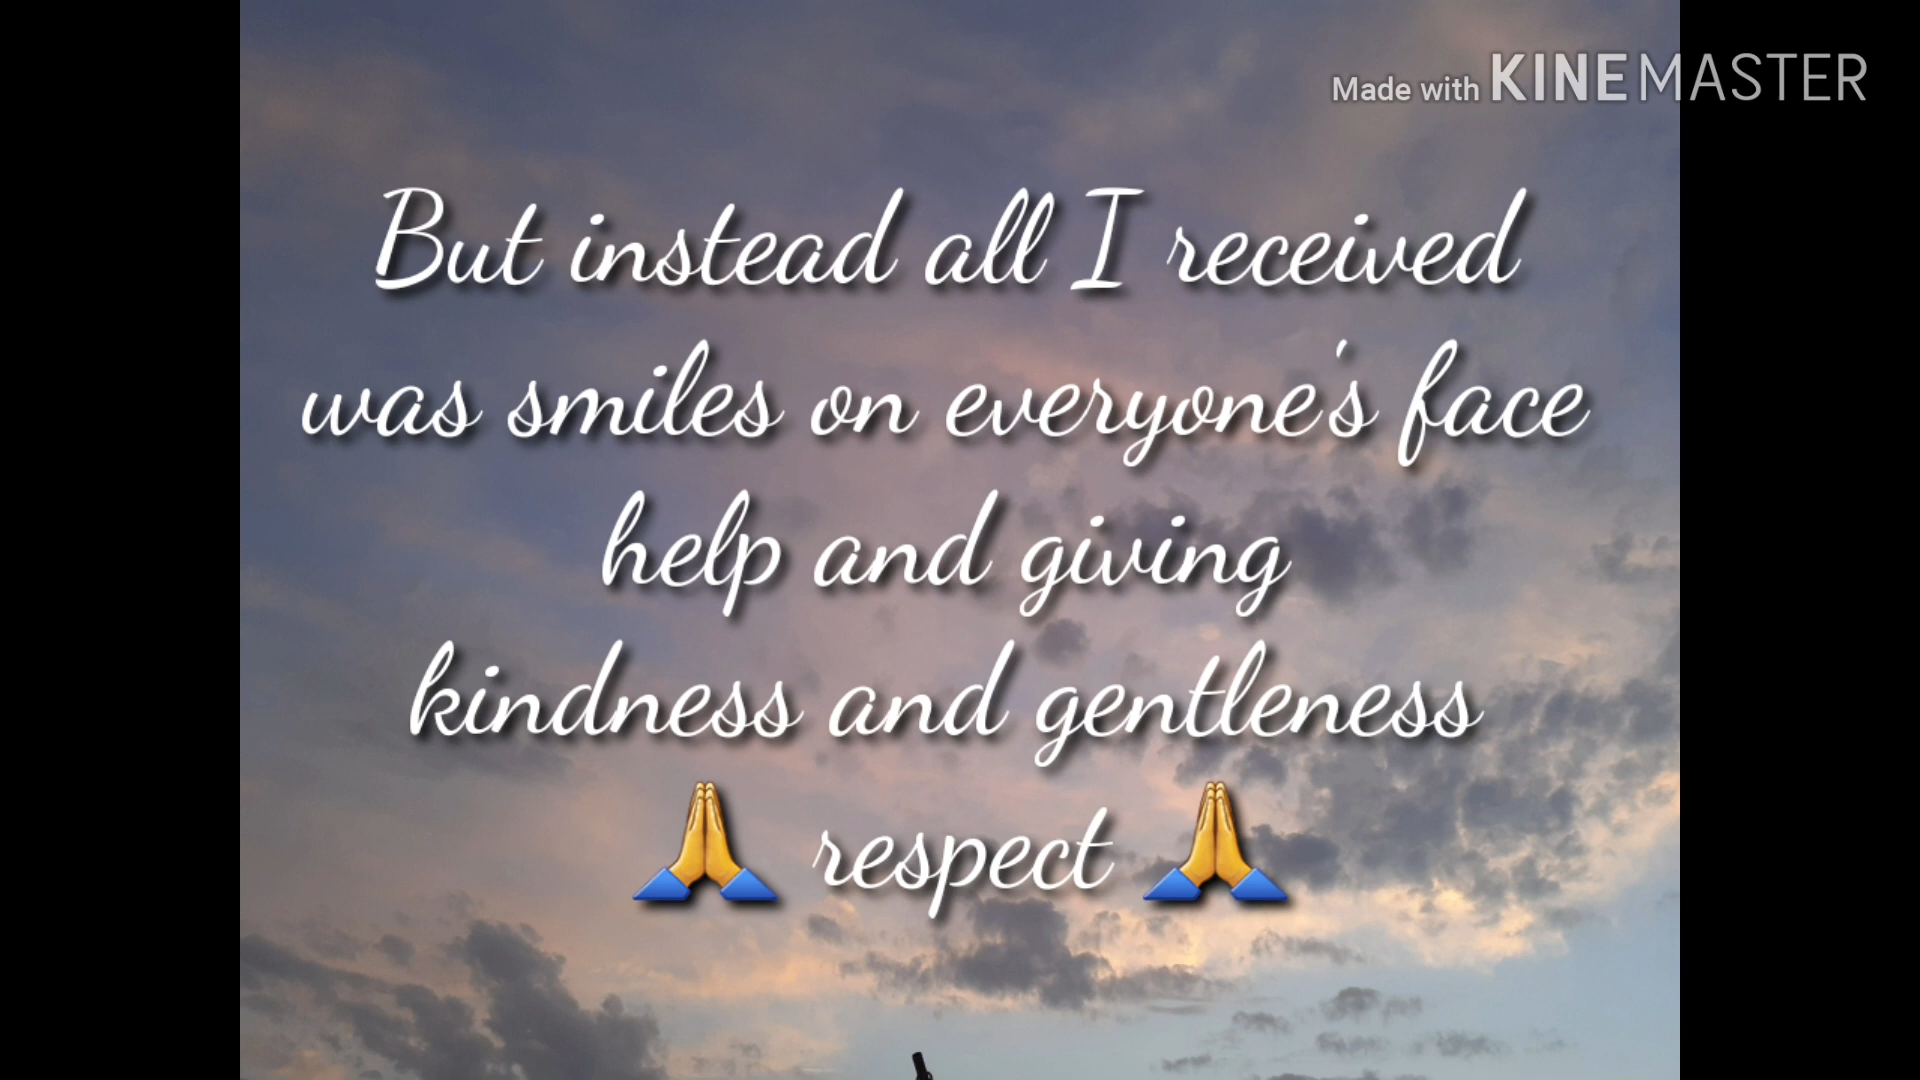 Made with KINEMASTER
But instead all I received
was smiles on everyone's face
help and giving
kindness and gentleness
🙏 respect 🙏